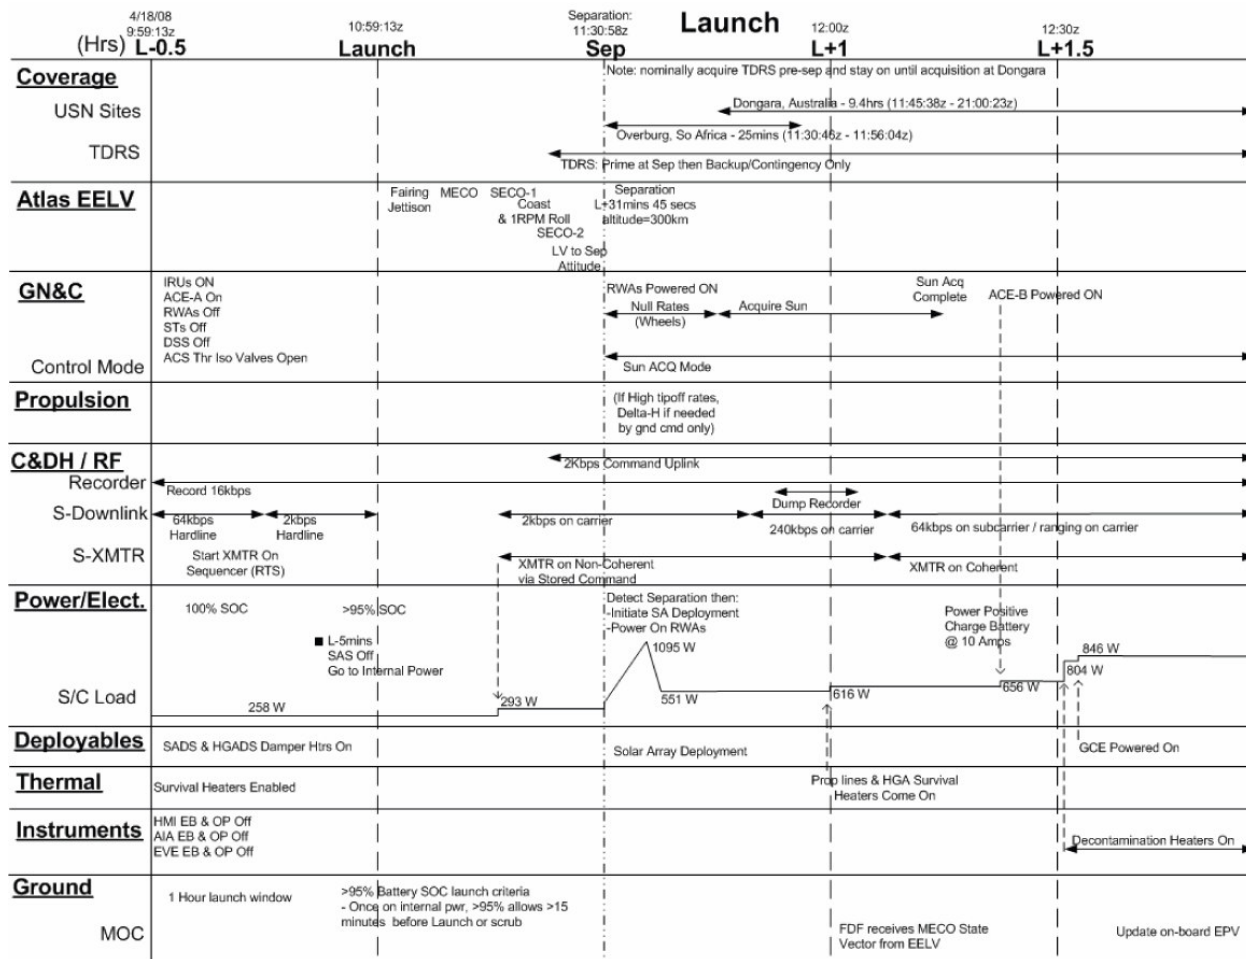 Launch
4/18/08
9:59:13z
10:59:13z
Separation:
11:30:58z
12:00z
12:30z
(Hrs) L-0.5
Launch
Sep
L+1
L+1.5
Coverage
Note: nominally acquire TDRS pre-sep and stay on until acquisition at Dongara
USN Sites
Dongara, Australia - 9.4hrs (11:45:38z - 21:00:23z)
Overburg, So Africa - 25mins (11:30:46z - 11:56:04z)
TDRS
TDRS: Prime at Sep then Backup/Contingency Only
Atlas EELV
Fairing
Jettison
MECO
SECO-1
Coast
& 1RPM Roll
SECO-2
LV to Sep
Attitude
Separation
L+31mins 45 secs
altitude=300km
GN&C
IRUs ON
ACE-A On
RWAs Off
STs Off
DSS Off
ACS Thr Iso Valves Open
RWAs Powered ON
Null Rates
(Wheels)
Acquire Sun
Sun Acq
Complete
ACE-B Powered ON
Control Mode
Sun ACQ Mode
Propulsion
(If High tipoff rates,
Delta-H if needed
by gnd cmd only)
C&DH / RF
2Kbps Command Uplink
Recorder
Record 16kbps
Dump Recorder
S-Downlink
64kbps
Hardline
2kbps
Hardline
2kbps on carrier
240kbps on carrier
64kbps on subcarrier / ranging on carrier
S-XMTR
Start XMTR On
Sequencer (RTS)
XMTR on Non-Coherent
via Stored Command
XMTR on Coherent
Power/Elect.
100% SOC
>95% SOC
L-5mins
SAS Off
Go to Internal Power
Detect Separation then:
-Initiate SA Deployment
-Power On RWAs
Power Positive
Charge Battery
@ 10 Amps
S/C Load
258 W
293 W
1095 W
551 W
616 W
656 W
804 W
846 W
Deployables
SADS & HGADS Damper Htrs On
Solar Array Deployment
GCE Powered On
Thermal
Survival Heaters Enabled
Prop lines & HGA Survival
Heaters Come On
Instruments
HMI EB & OP Off
AIA EB & OP Off
EVE EB & OP Off
Decontamination Heaters On
Ground
1 Hour launch window
>95% Battery SOC launch criteria
- Once on internal pwr, >95% allows >15
minutes before Launch or scrub
MOC
FDF receives MECO State
Vector from EELV
Update on-board EPV